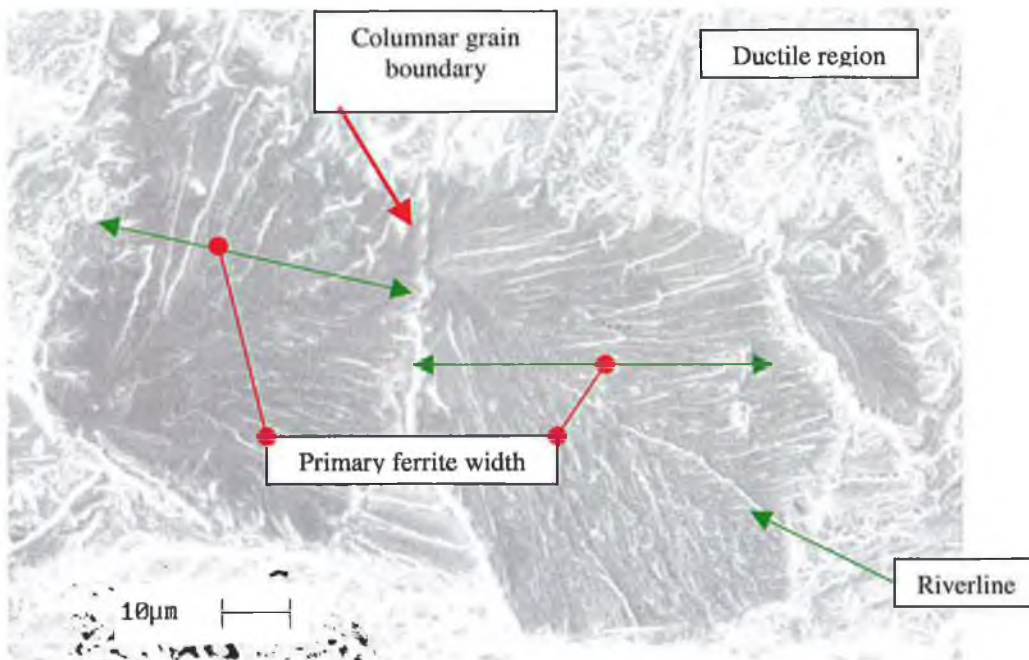 Columnar grain
boundary
Ductile region
Primary ferrite width
Riverline
10µm